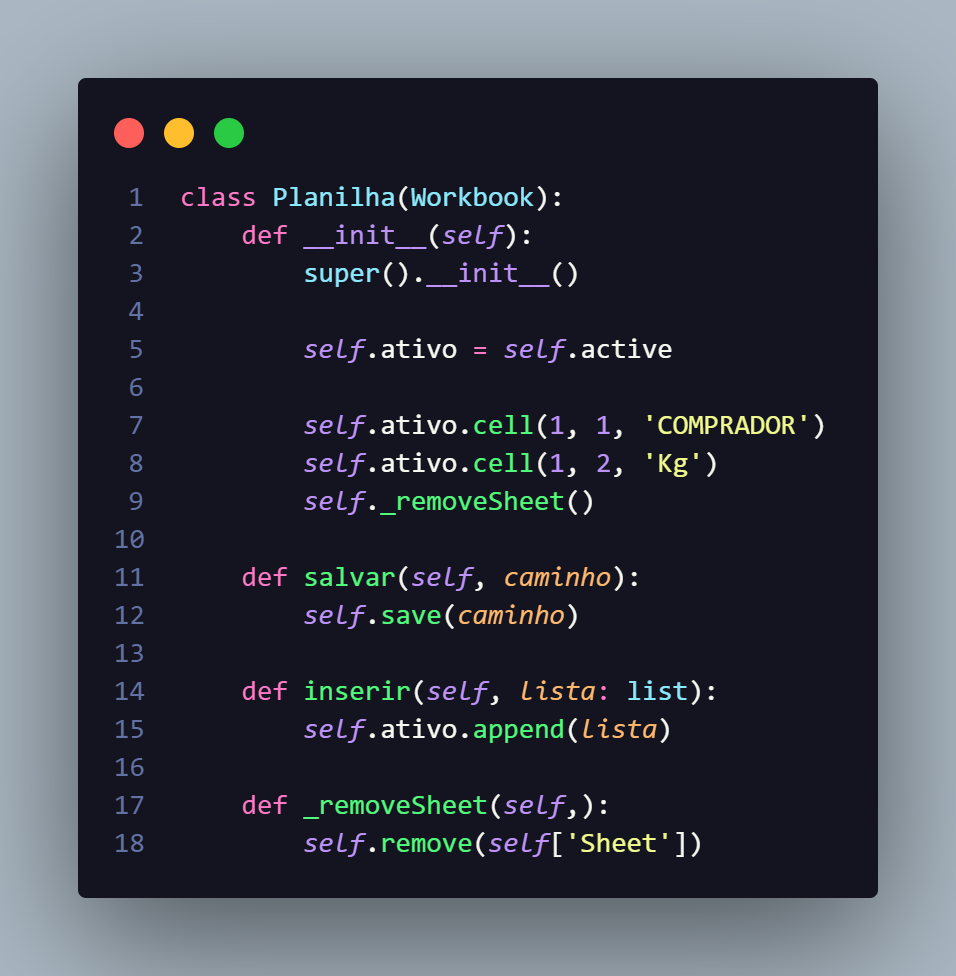 1 class Planilha(Workbook):
2     def __init__(self):
3         super().__init__()
4
5         self.ativo = self.active
6
7         self.ativo.cell(1, 1, 'COMPRADOR')
8         self.ativo.cell(1, 2, 'Kg')
9         self._removeSheet()
10
11     def salvar(self, caminho):
12         self.save(caminho)
13
14     def inserir(self, lista: list):
15         self.ativo.append(lista)
16
17     def _removeSheet(self,):
18         self.remove(self['Sheet'])